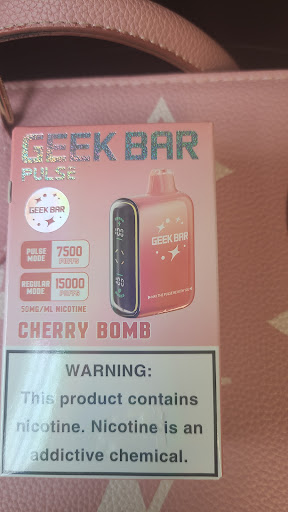 GEEK BAR
PULSE
GEEK BAR
PULSE MODE 7500 PUFFS
REGULAR MODE 15000 PUFFS
50MG/ML NICOTINE
GEEK BAR
CHERRY BOMB
WARNING:
This product contains
nicotine. Nicotine is an
addictive chemical.